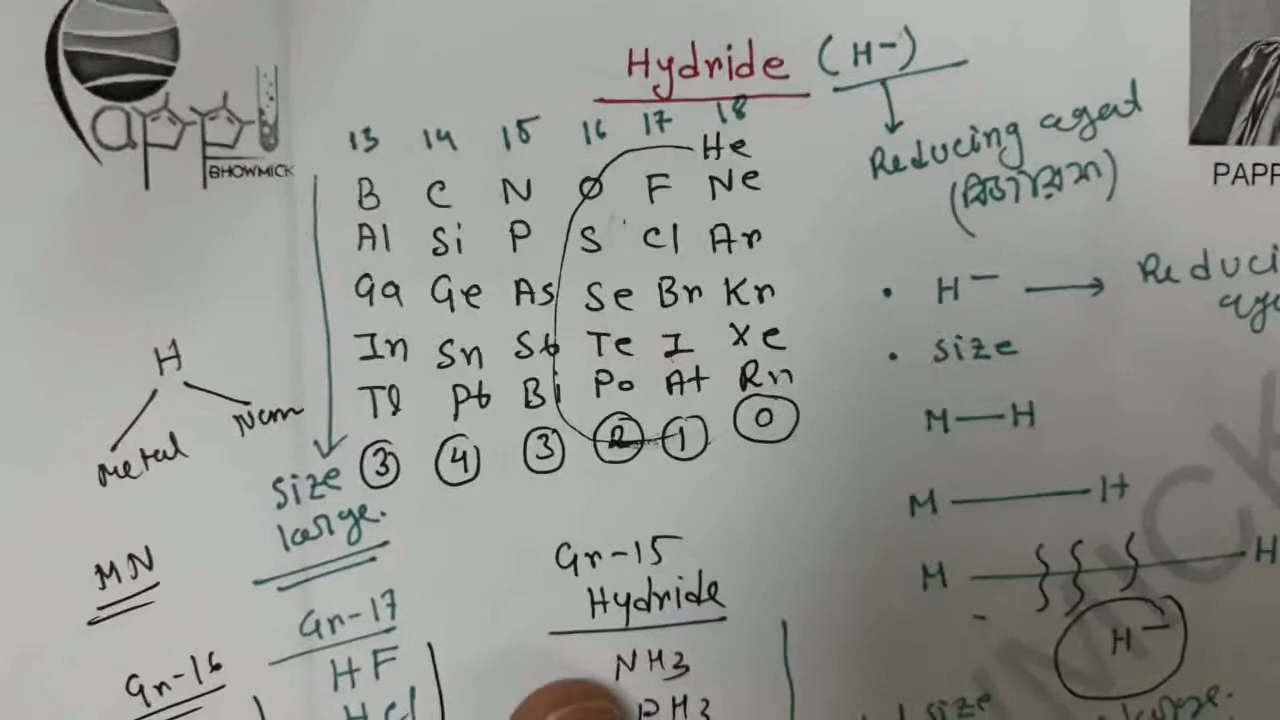 Hydride (H-)
13 14 15 16 17 18
He
B C N O F Ne
Al Si P S Cl Ar
Ga Ge As Se Br Kr
In Sn Sb Te I Xe
Tl Pb Bi Po At Rn
3 4 3 2 1 0
Size
large.
BHOWMICK
H
Metal
MN
Gr-16
Gr-17
HF
HCl
Gr-15
Hydride
NH3
PH3
Reducing agent
(বিজারক)
• H-
• size
M-H
M-H
M-H
H-
size
large.
PAPP